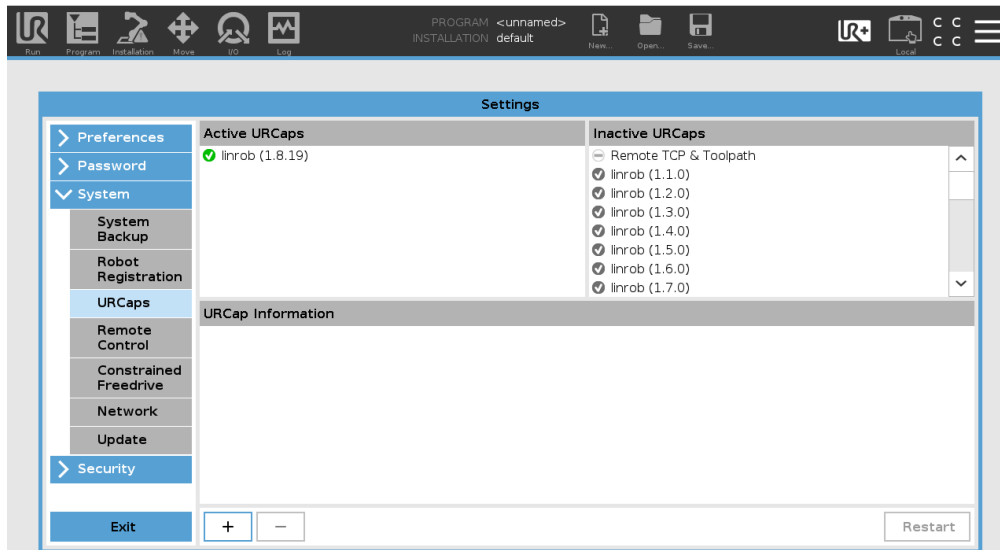 PROGRAM <unnamed>
INSTALLATION default
UR+
C C
C C
Run
Program
Installation
Move
I/O
Log
New...
Open...
Save...
Local
Settings
Preferences
Password
System
System
Backup
Robot
Registration
URCaps
Remote
Control
Constrained
Freedrive
Network
Update
Security
Exit
Active URCaps
linrob (1.8.19)
Inactive URCaps
Remote TCP & Toolpath
linrob (1.1.0)
linrob (1.2.0)
linrob (1.3.0)
linrob (1.4.0)
linrob (1.5.0)
linrob (1.6.0)
linrob (1.7.0)
URCap Information
+
−
Restart